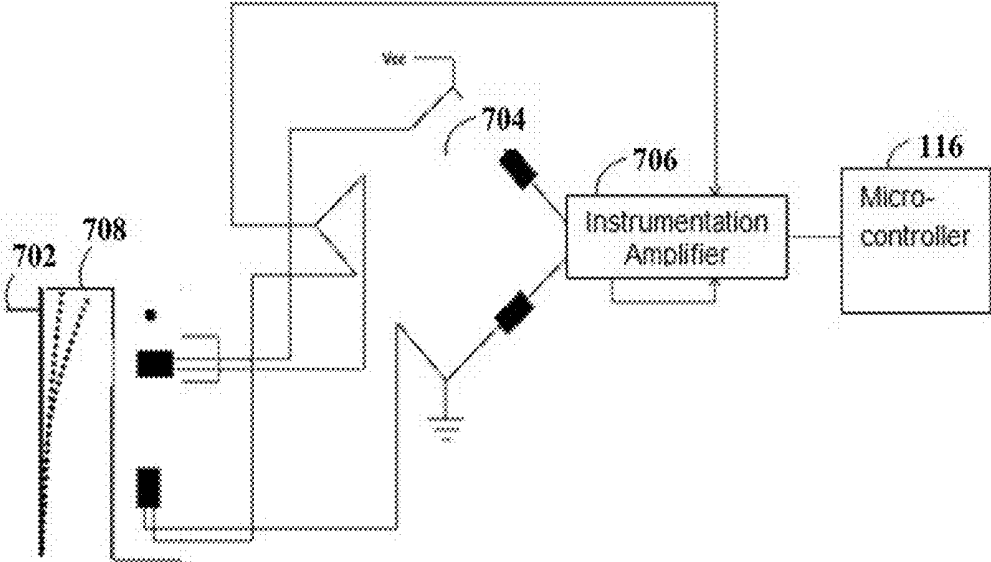 Vcc
704
706
116
Instrumentation
Amplifier
Micro-
controller
708
702